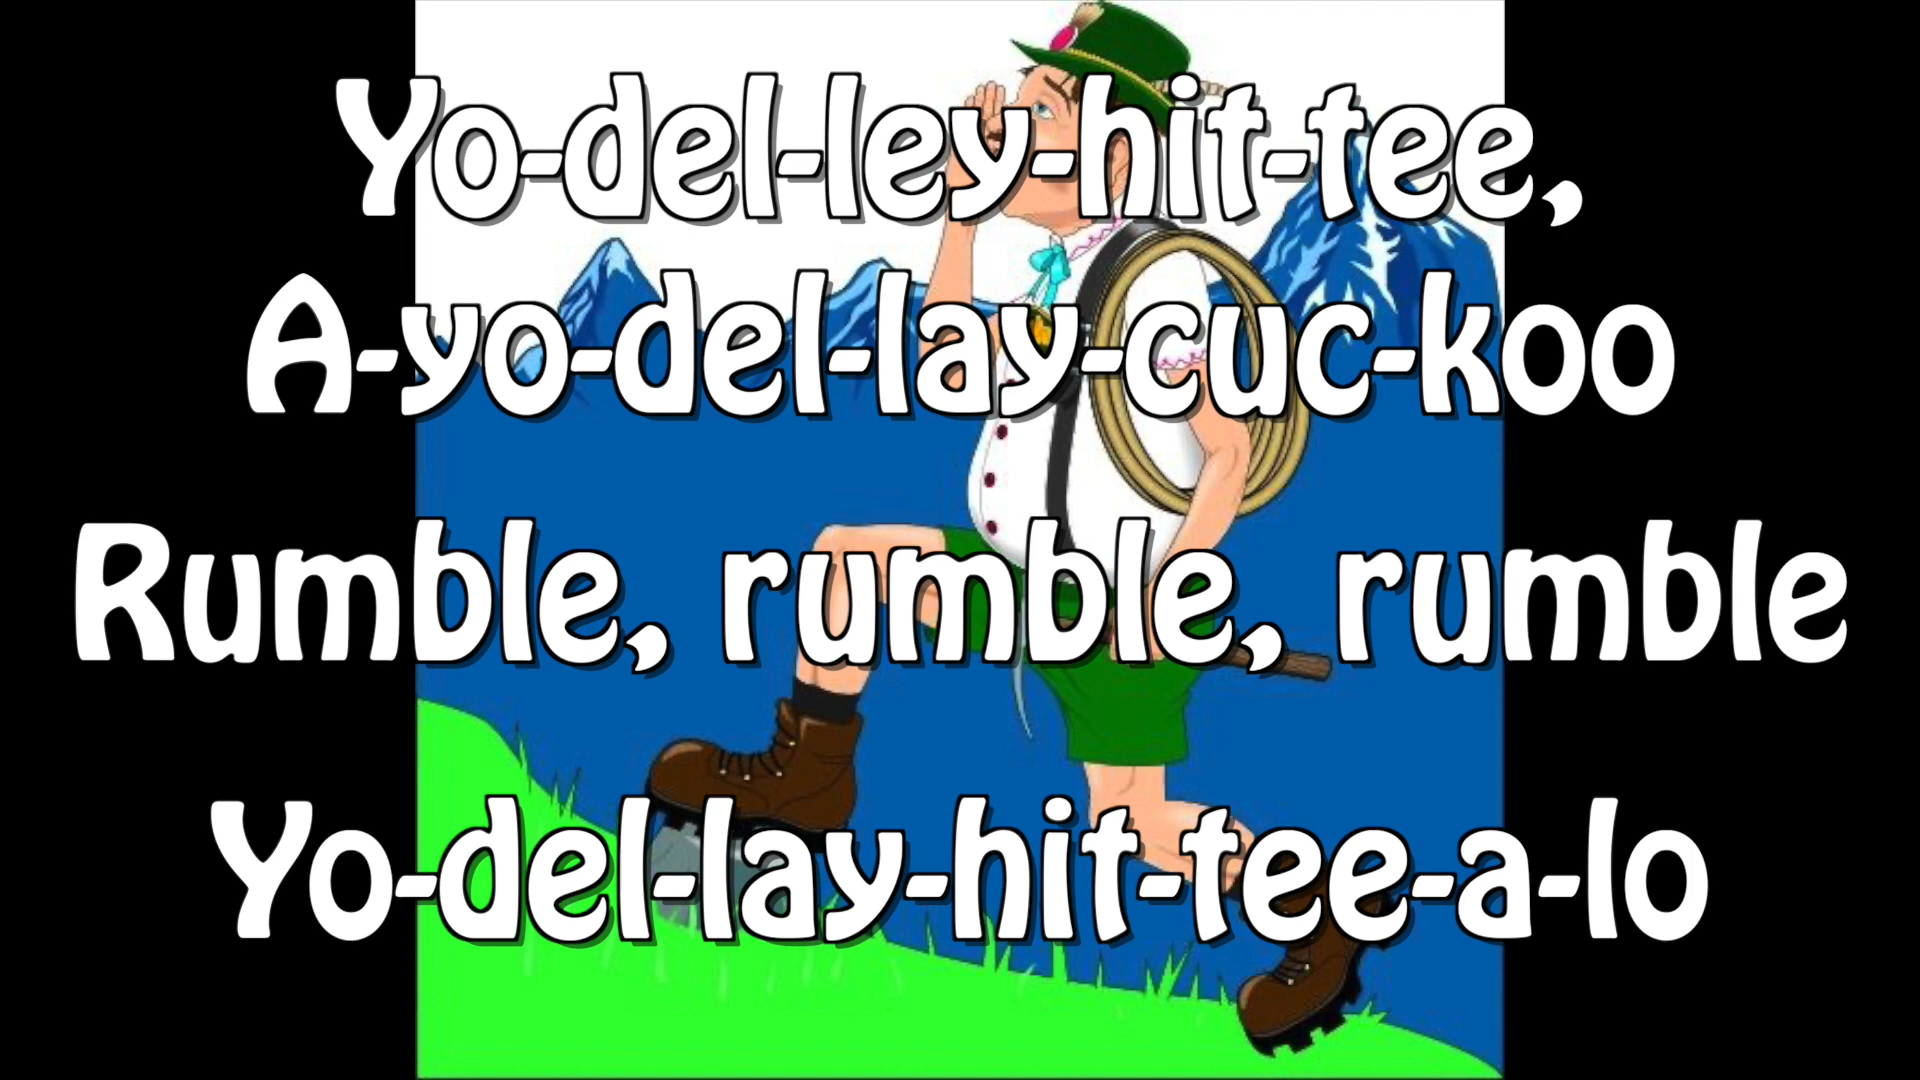 Yo-del-ley-hit-tee,
A-yo-del-lay-cuc-koo
Rumble, rumble, rumble
Yo-del-lay-hit-tee-a-lo